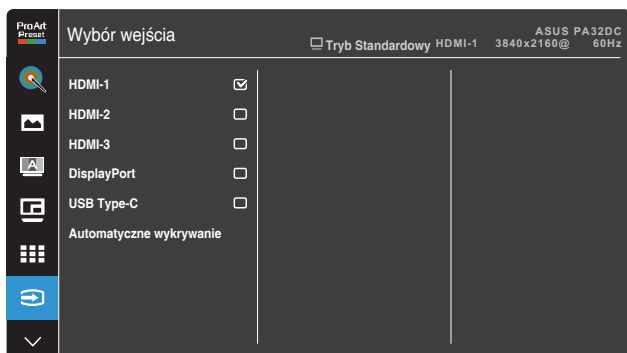 ProArt
Preset
Wybór wejścia
Tryb Standardowy HDMI-1 3840x2160@ 60Hz
ASUS PA32DC
HDMI-1
HDMI-2
HDMI-3
DisplayPort
USB Type-C
Automatyczne wykrywanie
A